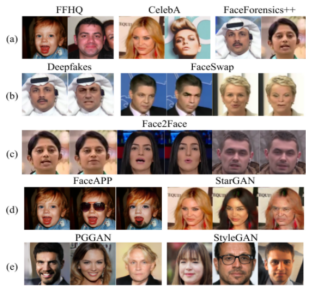 FFHQ CelebA FaceForensics++
(a)
Deepfakes FaceSwap
(b)
Face2Face
(c)
FaceAPP StarGAN
(d)
PGGAN StyleGAN
(e)